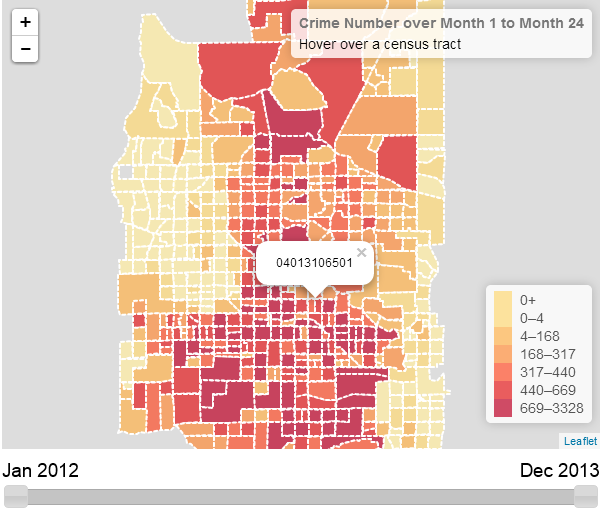 +
−
Crime Number over Month 1 to Month 24
Hover over a census tract
04013106501
×
0+
0–4
4–168
168–317
317–440
440–669
669–3328
Leaflet
Jan 2012
Dec 2013